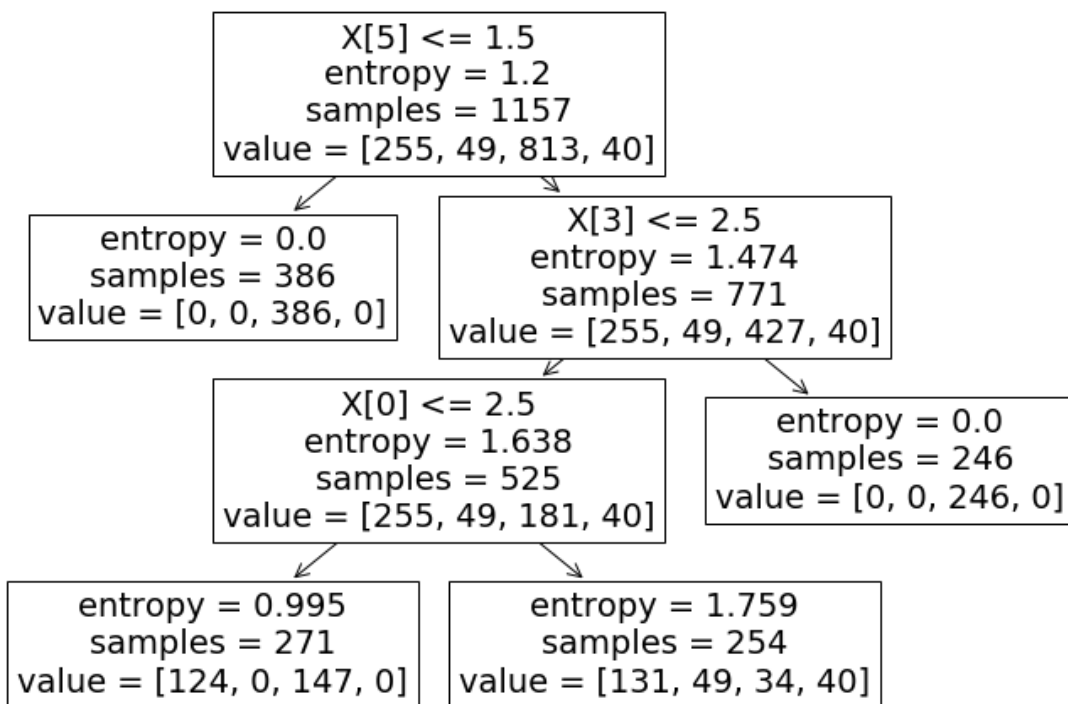 X[5] <= 1.5
entropy = 1.2
samples = 1157
value = [255, 49, 813, 40]
entropy = 0.0
samples = 386
value = [0, 0, 386, 0]
X[3] <= 2.5
entropy = 1.474
samples = 771
value = [255, 49, 427, 40]
X[0] <= 2.5
entropy = 1.638
samples = 525
value = [255, 49, 181, 40]
entropy = 0.0
samples = 246
value = [0, 0, 246, 0]
entropy = 0.995
samples = 271
value = [124, 0, 147, 0]
entropy = 1.759
samples = 254
value = [131, 49, 34, 40]